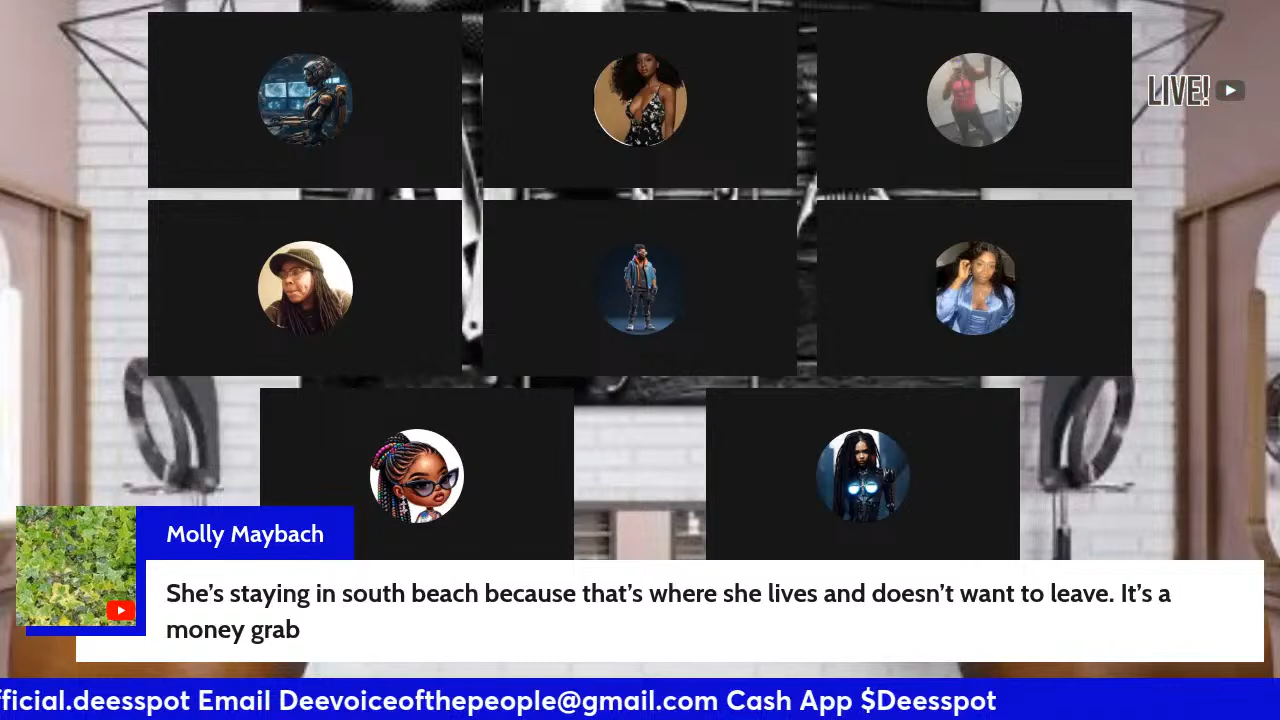 LIVE!
Molly Maybach
She’s staying in south beach because that’s where she lives and doesn’t want to leave. It’s a
money grab
fficial.deesspot Email Deevoiceofthepeople@gmail.com Cash App $Deesspot